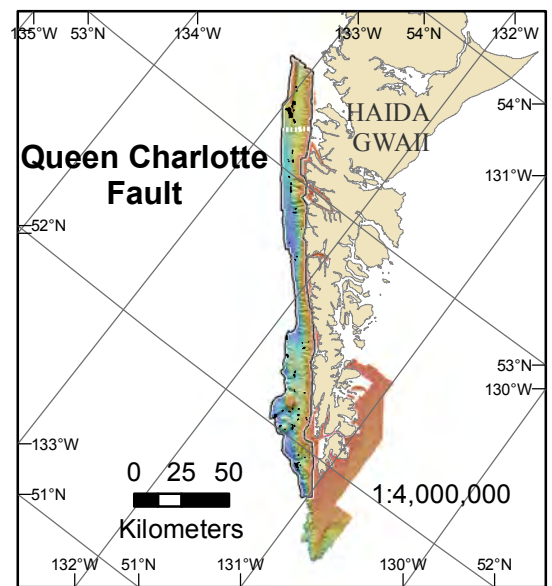 135°W 53°N 134°W 133°W 54°N 132°W
54°N
HAIDA
GWAII
Queen Charlotte
Fault
131°W
52°N
53°N
130°W
133°W
0 25 50
1:4,000,000
51°N
Kilometers
132°W 51°N 131°W 130°W 52°N